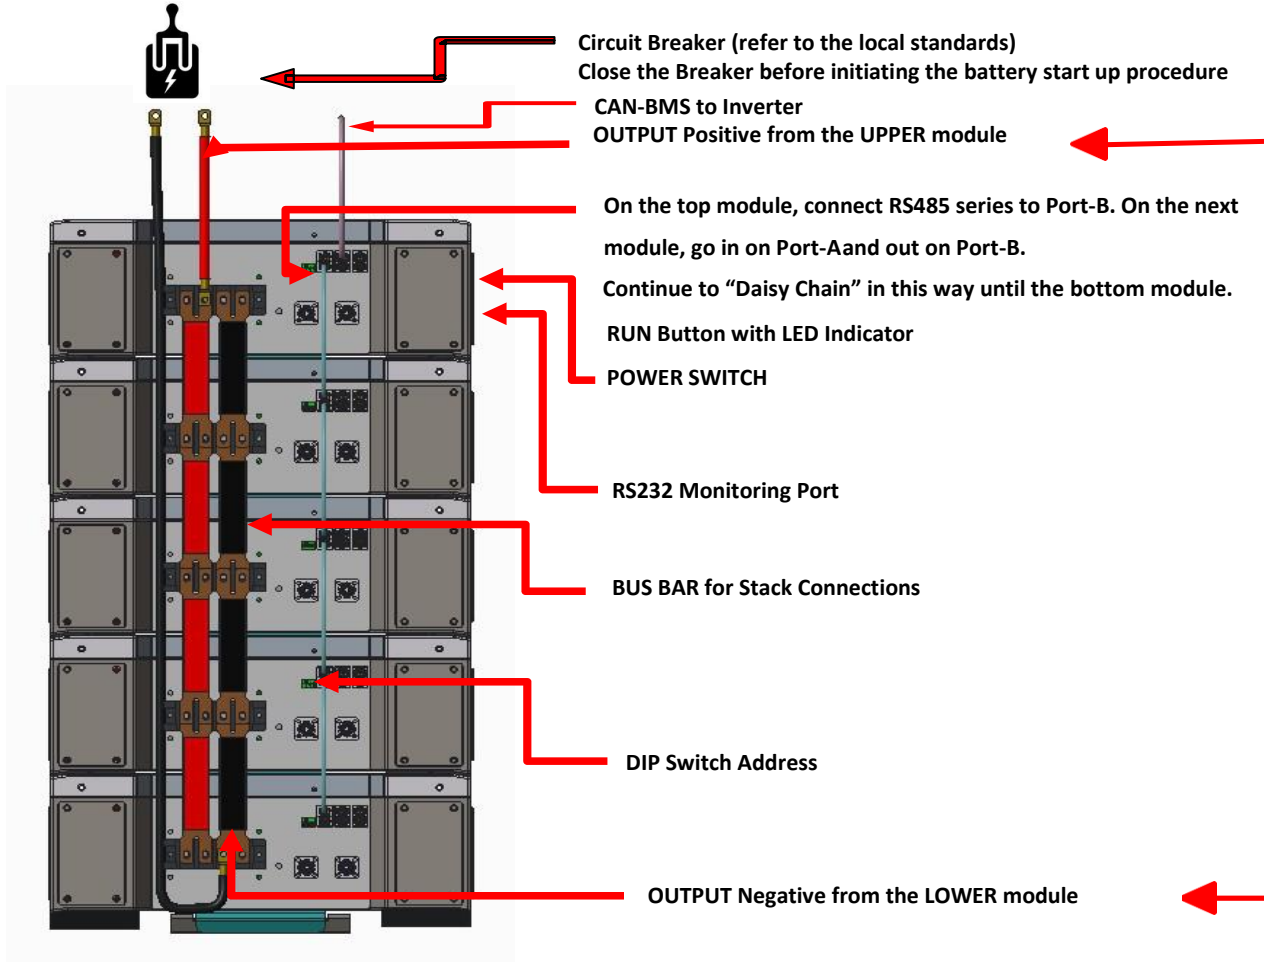 Circuit Breaker (refer to the local standards)
Close the Breaker before initiating the battery start up procedure
CAN-BMS to Inverter
OUTPUT Positive from the UPPER module
On the top module, connect RS485 series to Port-B. On the next
module, go in on Port-Aand out on Port-B.
Continue to “Daisy Chain” in this way until the bottom module.
RUN Button with LED Indicator
POWER SWITCH
RS232 Monitoring Port
BUS BAR for Stack Connections
DIP Switch Address
OUTPUT Negative from the LOWER module